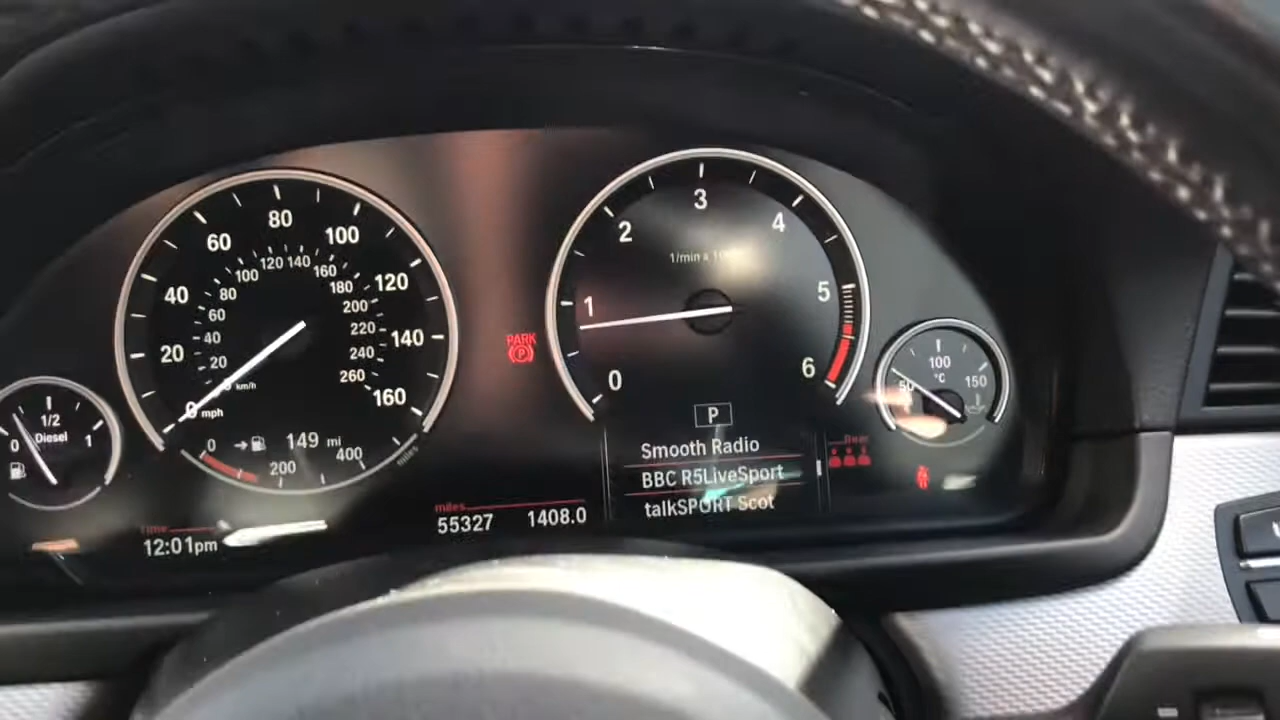 80
60
100
120 140
100
160
40
80
180
120
60
200
40
220
140
20
20
240
260
160
0 km/h
0 mph
0
149 mi
400
200
1/2
0
1
Diesel
Time
12:01pm
miles
55327 1408.0
miles
PARK
P
3
2
4
1/min x
1
5
0
6
P
Smooth Radio
BBC R5LiveSport
talkSPORT Scot
Rear
100
°C
50
150